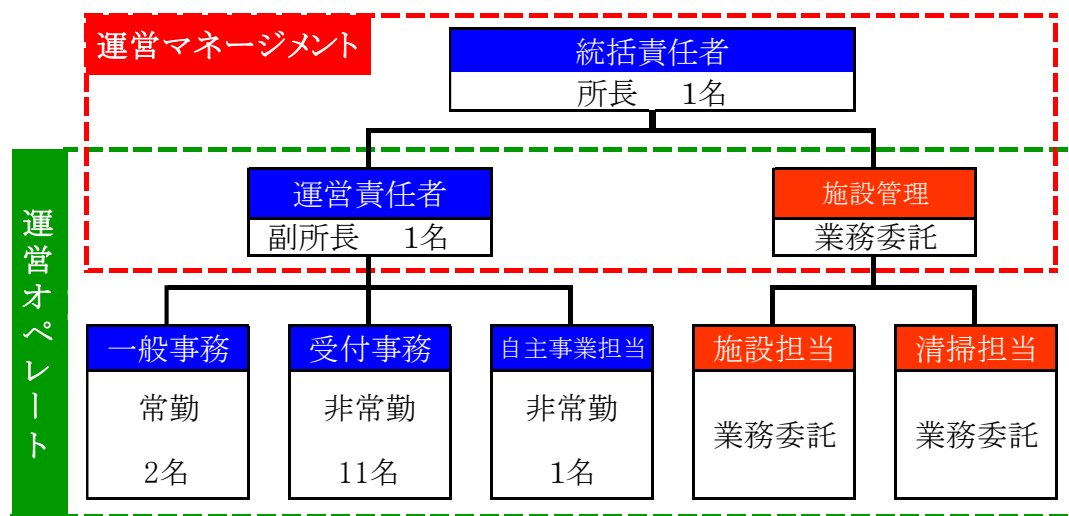 運営マネージメント
統括責任者
所長 1名
運営オペレート
運営責任者
副所長 1名
施設管理
業務委託
一般事務
常勤
2名
受付事務
非常勤
11名
自主事業担当
非常勤
1名
施設担当
業務委託
清掃担当
業務委託